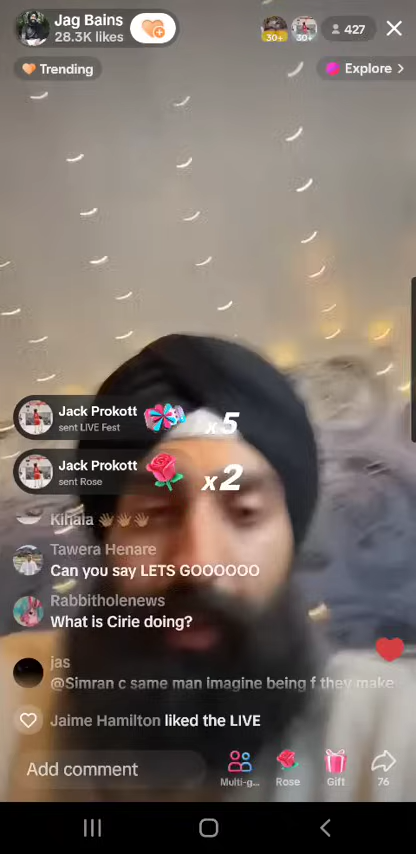 Jag Bains
28.3K likes
30+
30+
427
Trending
Explore >
Jack Prokott
sent LIVE Fest
x5
Jack Prokott
sent Rose
x2
Kihala 👋🏽👋🏽👋🏽
Tawera Henare
Can you say LETS GOOOOOO
Rabbitholenews
What is Cirie doing?
jas
@Simran c same man imagine being f they make
Jaime Hamilton liked the LIVE
Add comment
Multi-g...
Rose
Gift
76